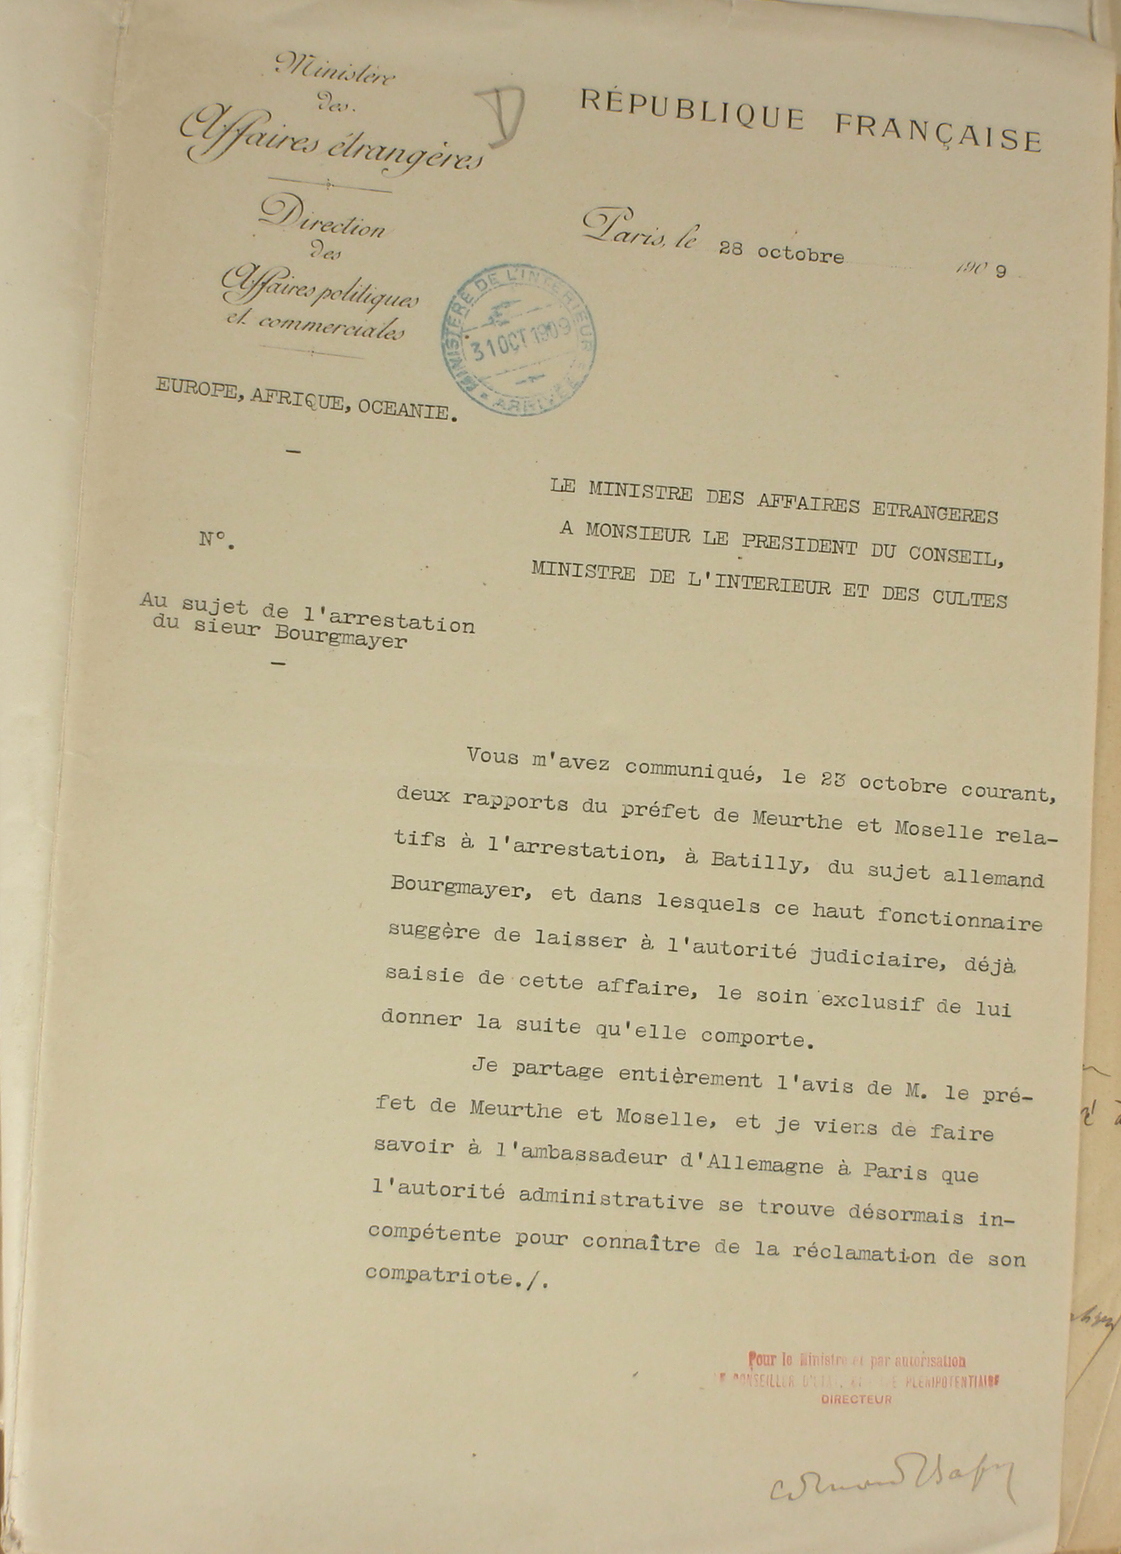 Ministère
des
Affaires étrangères
D
RÉPUBLIQUE FRANÇAISE
Direction
des
Affaires politiques
et commerciales
Paris, le 28 octobre 1909
MINISTÈRE DE L'INTÉRIEUR
31 OCT 1909
ARRIVÉE
EUROPE, AFRIQUE, OCEANIE.
—
LE MINISTRE DES AFFAIRES ETRANGERES
A MONSIEUR LE PRESIDENT DU CONSEIL,
MINISTRE DE L'INTERIEUR ET DES CULTES
N°.
Au sujet de l'arrestation
du sieur Bourgmayer
—
Vous m'avez communiqué, le 23 octobre courant,
deux rapports du préfet de Meurthe et Moselle rela-
tifs à l'arrestation, à Batilly, du sujet allemand
Bourgmayer, et dans lesquels ce haut fonctionnaire
suggère de laisser à l'autorité judiciaire, déjà
saisie de cette affaire, le soin exclusif de lui
donner la suite qu'elle comporte.
Je partage entièrement l'avis de M. le pré-
fet de Meurthe et Moselle, et je viens de faire
savoir à l'ambassadeur d'Allemagne à Paris que
l'autorité administrative se trouve désormais in-
compétente pour connaître de la réclamation de son
compatriote./.
Pour le Ministre et par autorisation
CONSEILLER D'ETAT, PLENIPOTENTIAIRE
DIRECTEUR